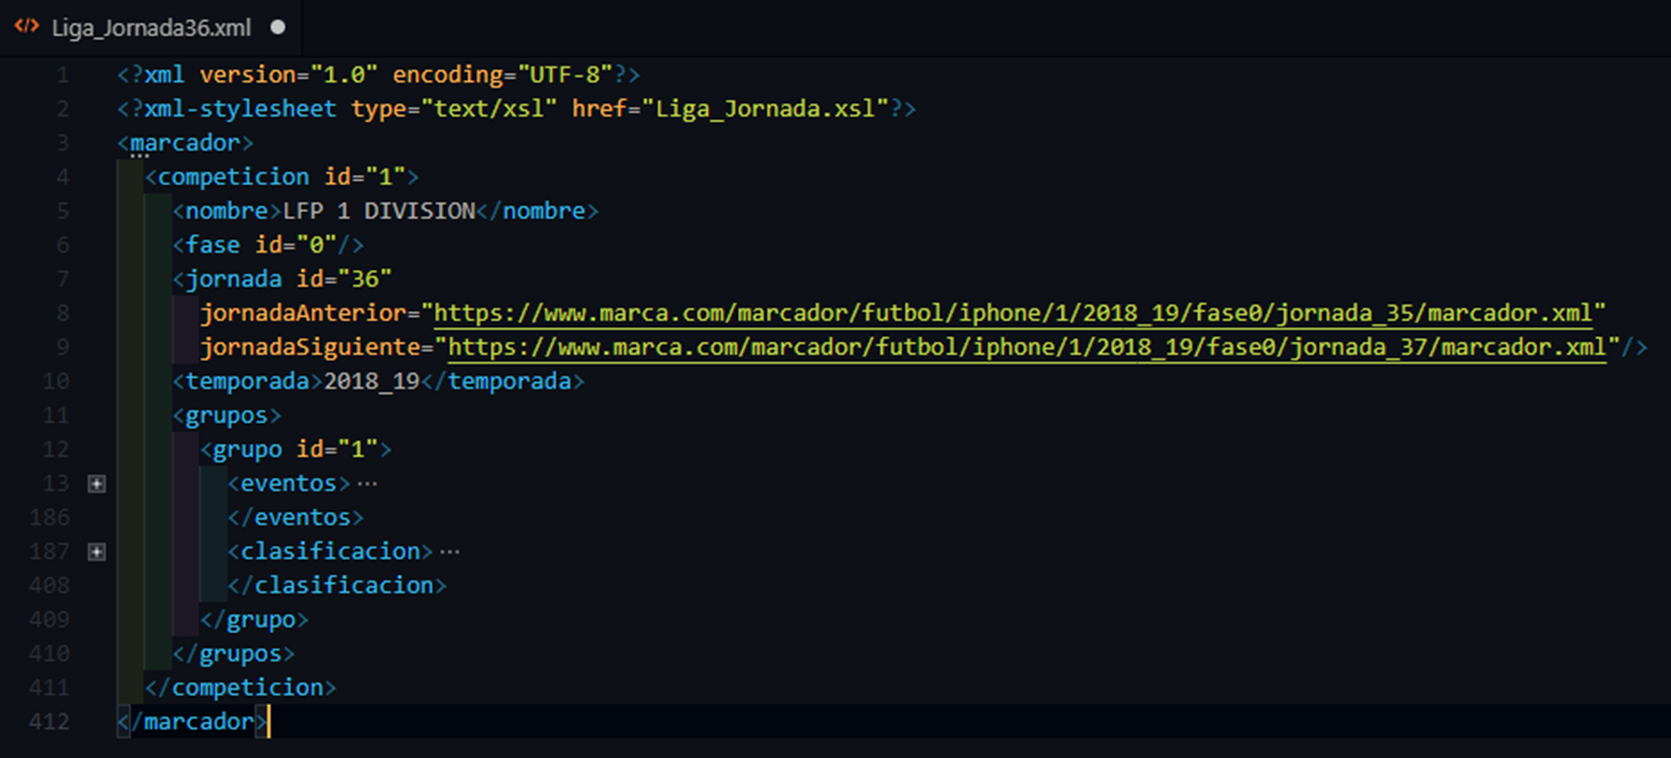 Liga_Jornada36.xml
1 <?xml version="1.0" encoding="UTF-8"?>
2 <?xml-stylesheet type="text/xsl" href="Liga_Jornada.xsl"?>
3 <marcador>
4 <competicion id="1">
5 <nombre>LFP 1 DIVISION</nombre>
6 <fase id="0"/>
7 <jornada id="36"
8 jornadaAnterior="https://www.marca.com/marcador/futbol/iphone/1/2018_19/fase0/jornada_35/marcador.xml"
9 jornadaSiguiente="https://www.marca.com/marcador/futbol/iphone/1/2018_19/fase0/jornada_37/marcador.xml"/>
10 <temporada>2018_19</temporada>
11 <grupos>
12 <grupo id="1">
13 <eventos>···
186 </eventos>
187 <clasificacion>···
408 </clasificacion>
409 </grupo>
410 </grupos>
411 </competicion>
412 </marcador>